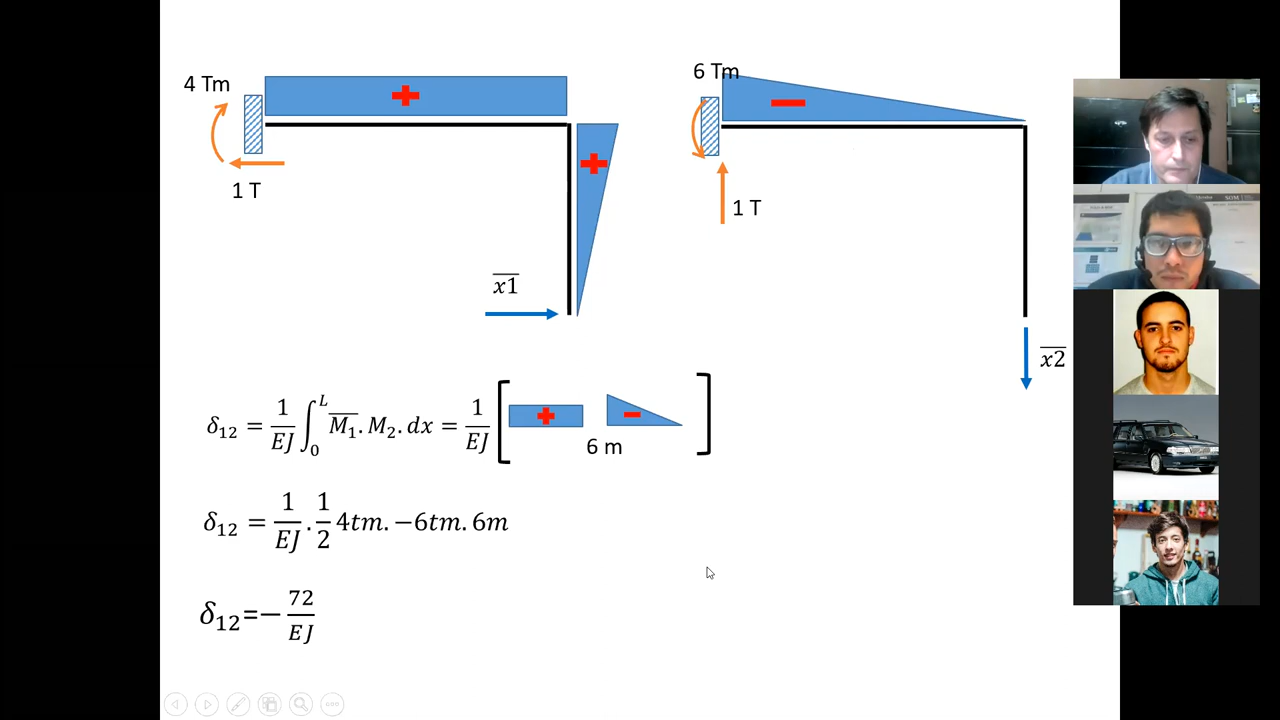 4 Tm
1 T
x1
6 Tm
1 T
x2
δ12 = 1/EJ ∫₀ᴸ M̅₁ . M₂ . dx = 1/EJ [ + − ]
6 m
δ12 = 1/EJ . 1/2 4tm. −6tm. 6m
δ12=− 72/EJ